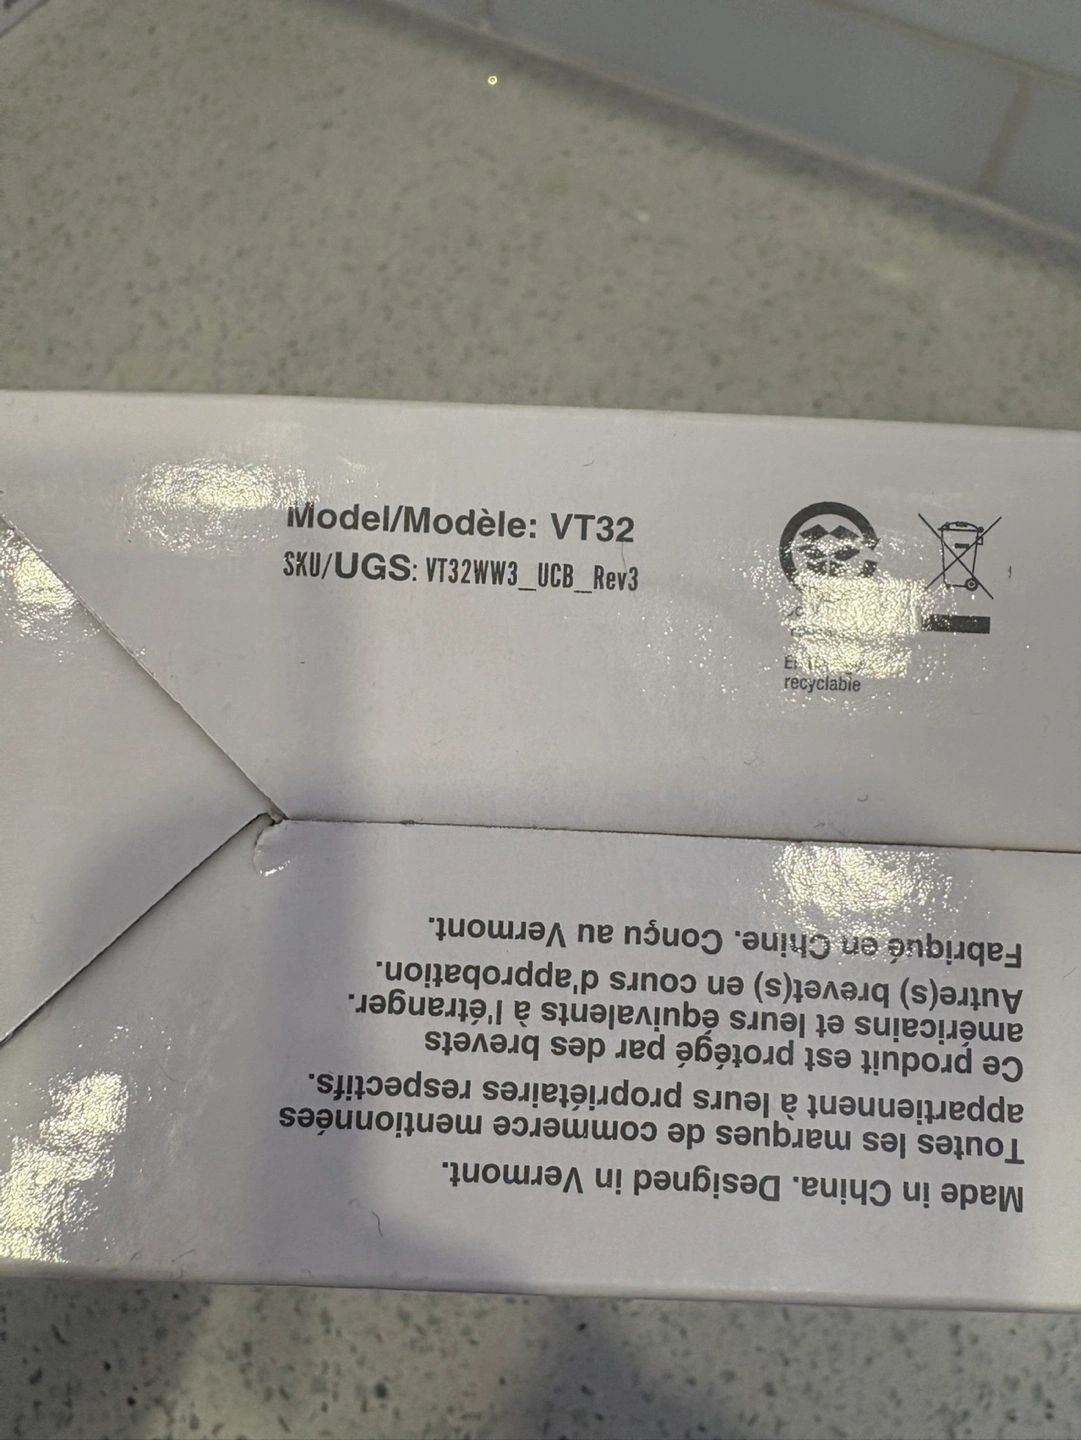 Model/Modèle: VT32
SKU/UGS: VT32WW3_UCB_Rev3
recyclable
Made in China. Designed in Vermont.
Toutes les marques de commerce mentionnées
appartiennent à leurs propriétaires respectifs.
Ce produit est protégé par des brevets
américains et leurs équivalents à l'étranger.
Autre(s) brevet(s) en cours d'approbation.
Fabriqué en Chine. Conçu au Vermont.